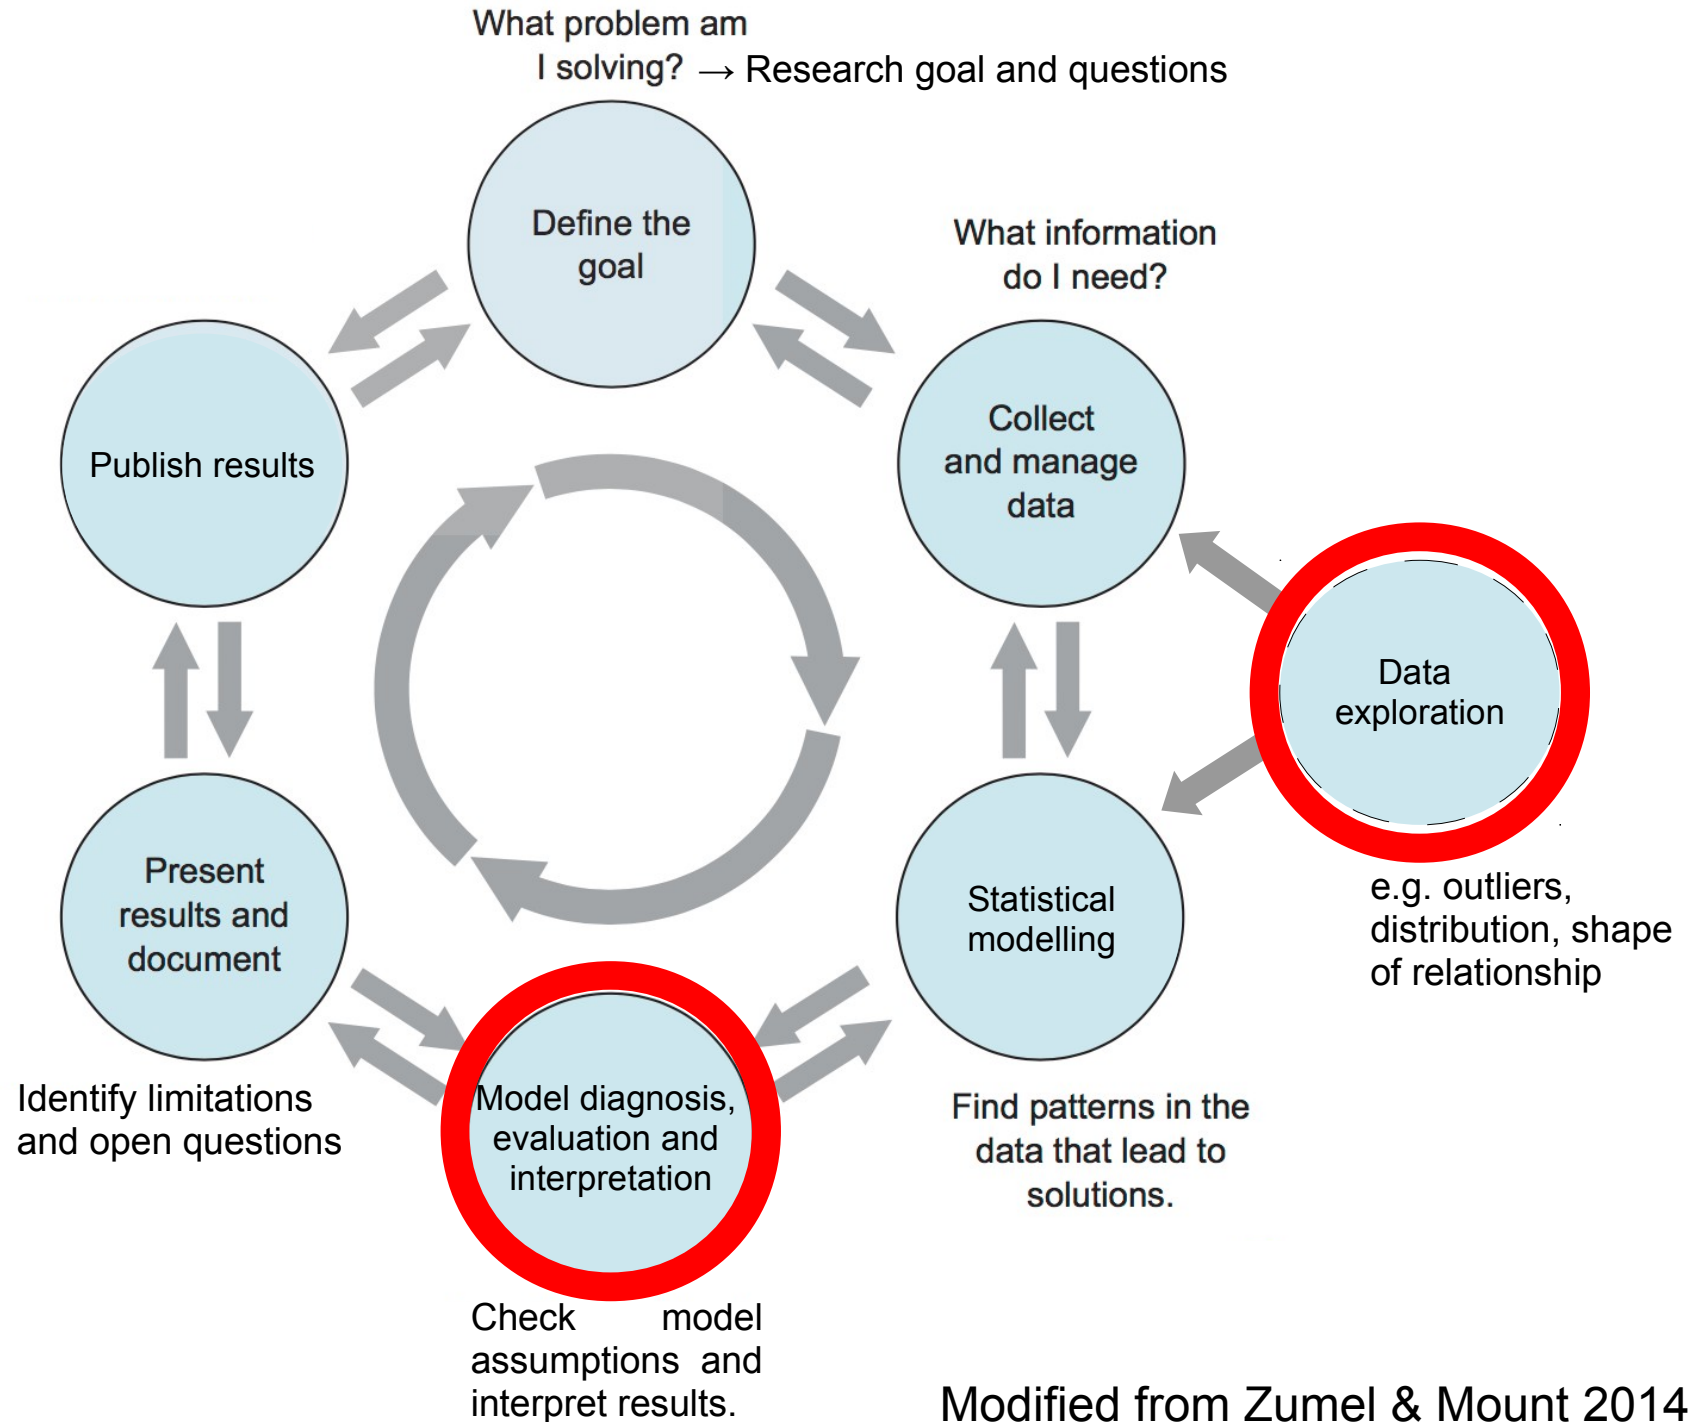 What problem am
I solving? → Research goal and questions
Define the
goal
What information
do I need?
Collect
and manage
data
Publish results
Data
exploration
e.g. outliers,
distribution, shape
of relationship
Present
results and
document
Statistical
modelling
Identify limitations
and open questions
Model diagnosis,
evaluation and
interpretation
Find patterns in the
data that lead to
solutions.
Check model
assumptions and
interpret results.
Modified from Zumel & Mount 2014